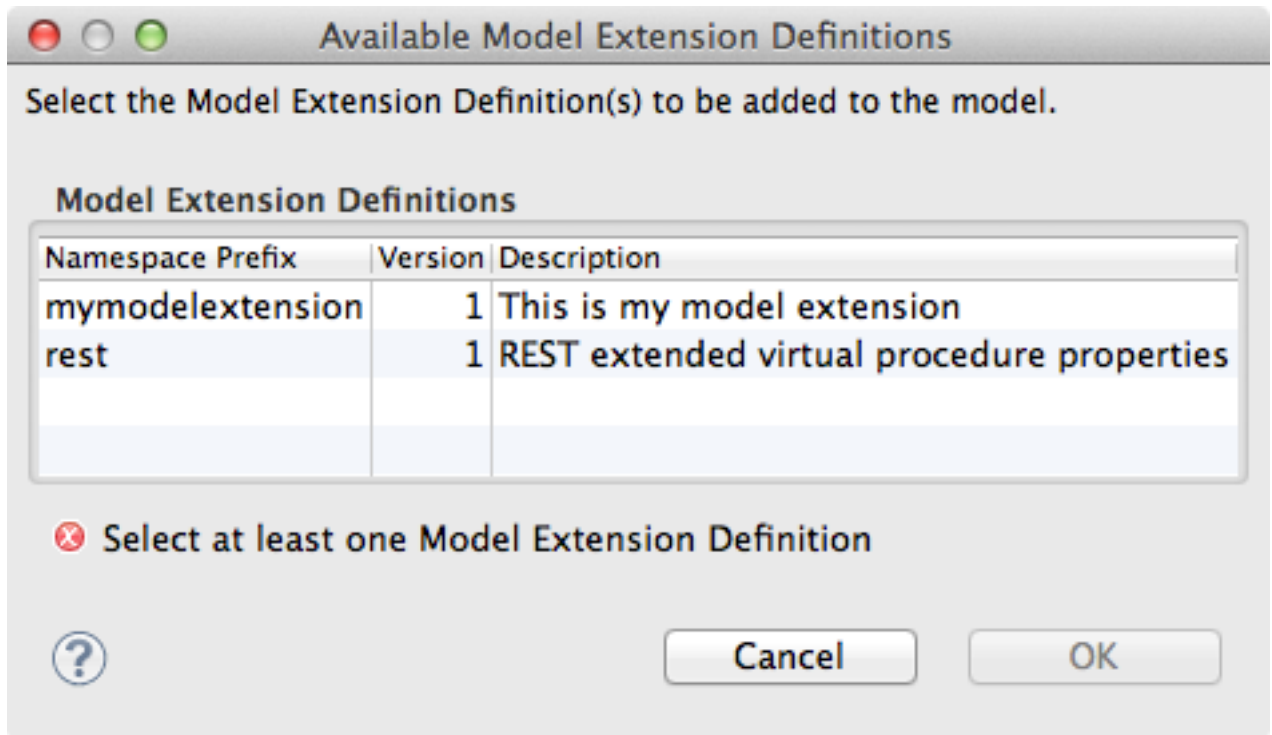 Available Model Extension Definitions
Select the Model Extension Definition(s) to be added to the model.
Model Extension Definitions
Namespace Prefix Version Description
mymodelextension 1 This is my model extension
rest 1 REST extended virtual procedure properties
Select at least one Model Extension Definition
? Cancel OK